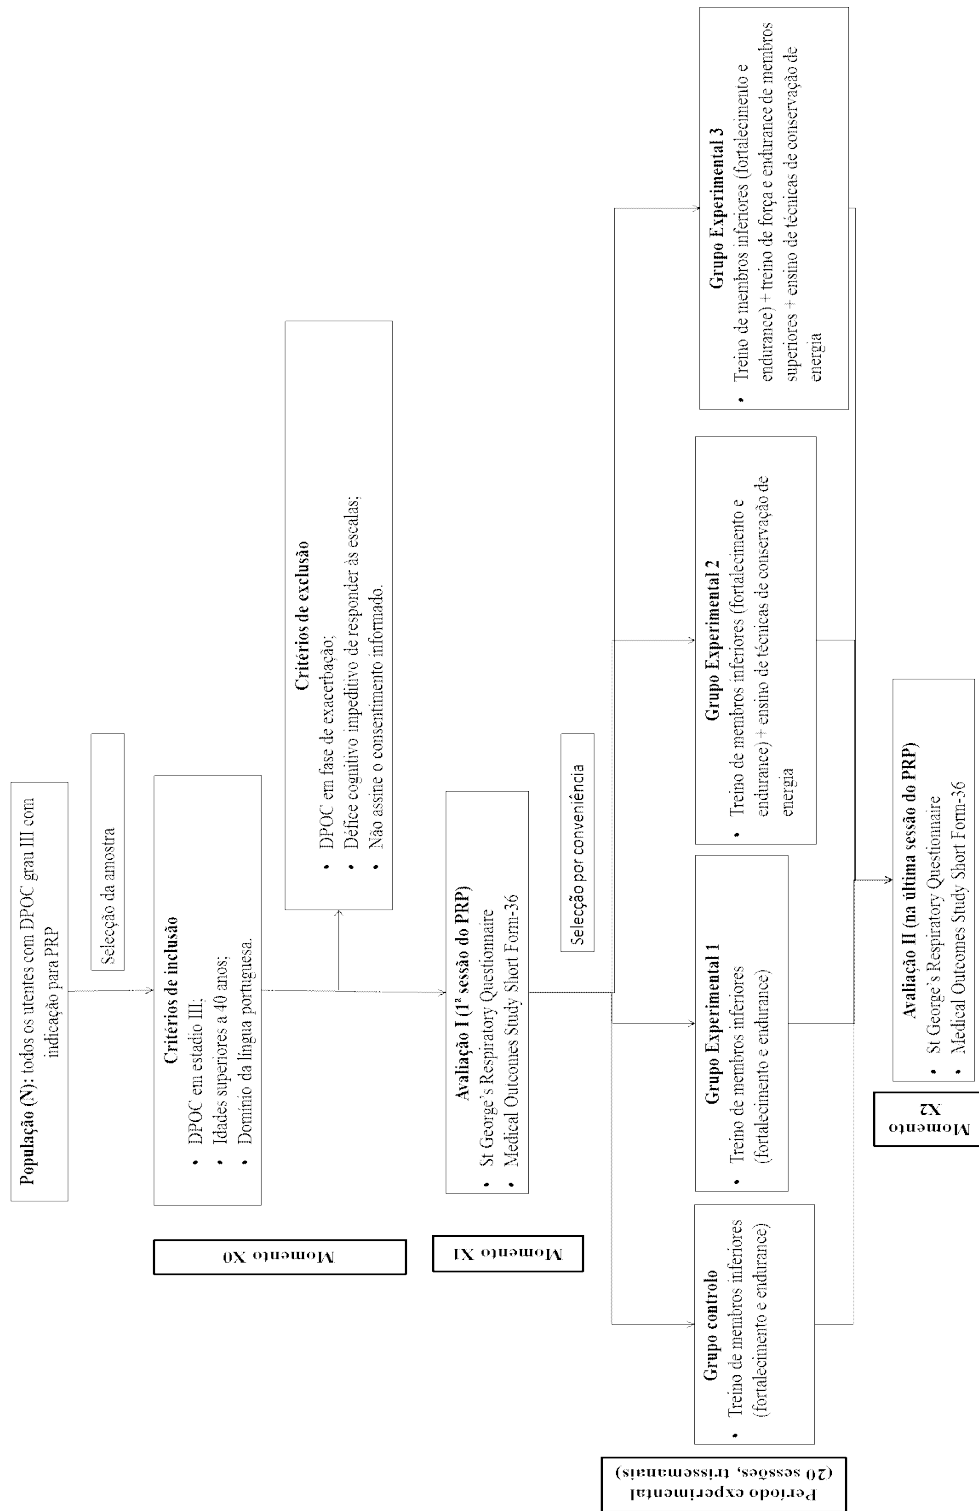 População (N): todos os utentes com DPOC grau III com
indicação para PRP
Selecção da amostra
Momento X0
Critérios de inclusão
• DPOC em estadio III;
• Idades superiores a 40 anos;
• Domínio da língua portuguesa.
Critérios de exclusão
• DPOC em fase de exacerbação;
• Défice cognitivo impeditivo de responder às escalas;
• Não assine o consentimento informado.
Momento X1
Avaliação I (1ª sessão do PRP)
• St George's Respiratory Questionnaire
• Medical Outcomes Study Short Form-36
Selecção por conveniência
Período experimental
(20 sessões, trissemanais)
Grupo controlo
• Treino de membros inferiores
(fortalecimento e endurance)
Grupo Experimental 1
• Treino de membros inferiores
(fortalecimento e endurance)
Grupo Experimental 2
• Treino de membros inferiores (fortalecimento e
endurance) + ensino de técnicas de conservação de
energia
Grupo Experimental 3
• Treino de membros inferiores (fortalecimento e
endurance) + treino de força e endurance de membros
superiores + ensino de técnicas de conservação de
energia
Momento
X2
Avaliação II (na última sessão do PRP)
• St George's Respiratory Questionnaire
• Medical Outcomes Study Short Form-36